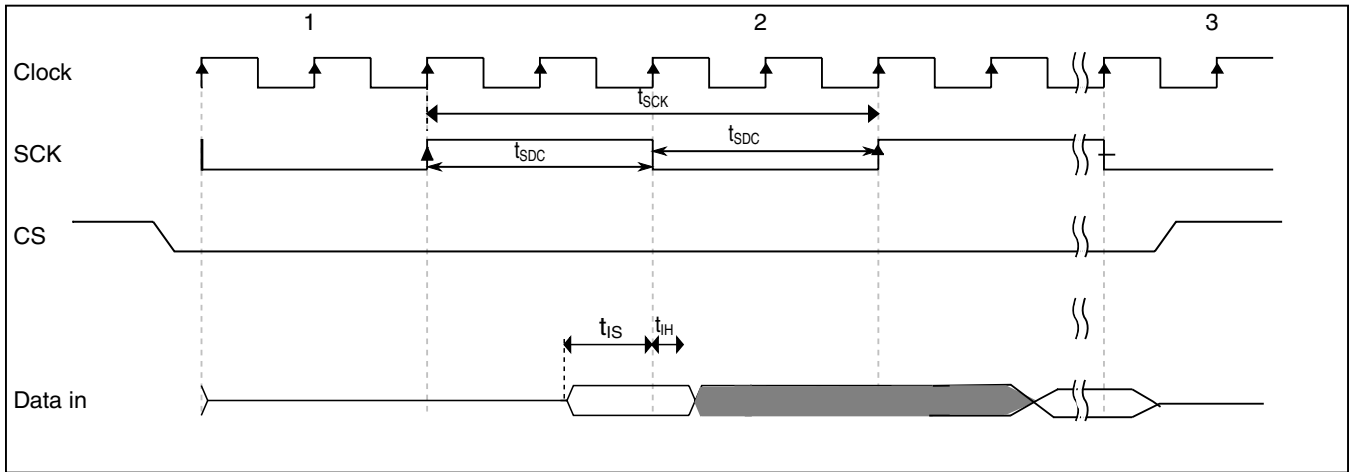 1 2 3
Clock
tSCK
SCK
tSDC tSDC
CS
tIS tIH
Data in